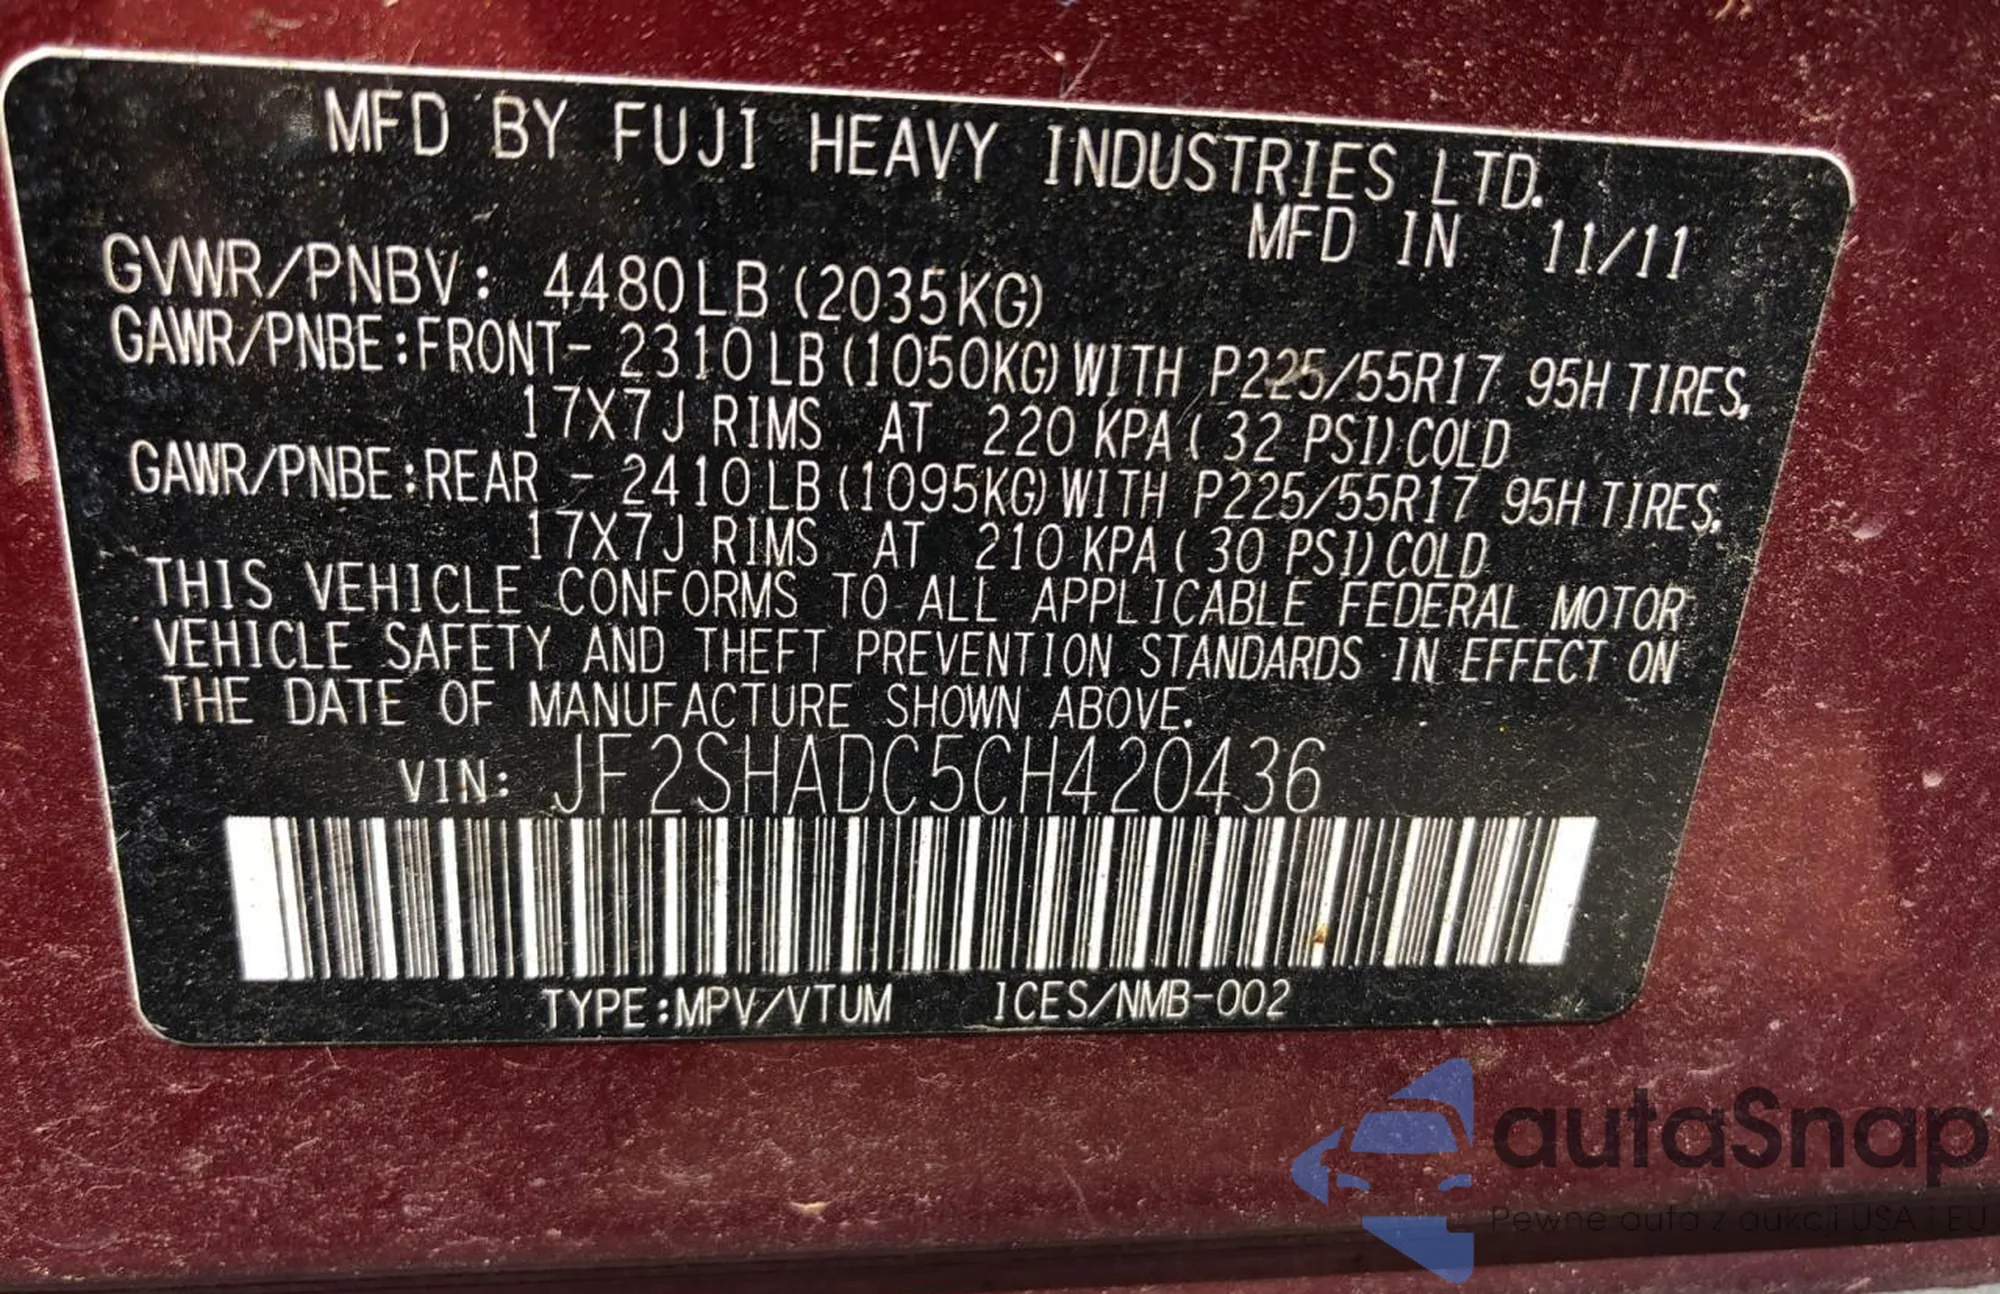 MFD BY FUJI HEAVY INDUSTRIES LTD.
MFD IN 11/11
GVWR/PNBV: 4480LB (2035KG)
GAWR/PNBE:FRONT- 2310LB(1050KG)WITH P225/55R17 95H TIRES,
17X7J RIMS AT 220 KPA( 32 PSI)COLD
GAWR/PNBE:REAR - 2410LB(1095KG)WITH P225/55R17 95H TIRES,
17X7J RIMS AT 210 KPA( 30 PSI)COLD
THIS VEHICLE CONFORMS TO ALL APPLICABLE FEDERAL MOTOR
VEHICLE SAFETY AND THEFT PREVENTION STANDARDS IN EFFECT ON
THE DATE OF MANUFACTURE SHOWN ABOVE.
VIN: JF2SHADC5CH420436
TYPE:MPV/VTUM ICES/NMB-002
autaSnap
Pewne auta z aukcji USA i EU